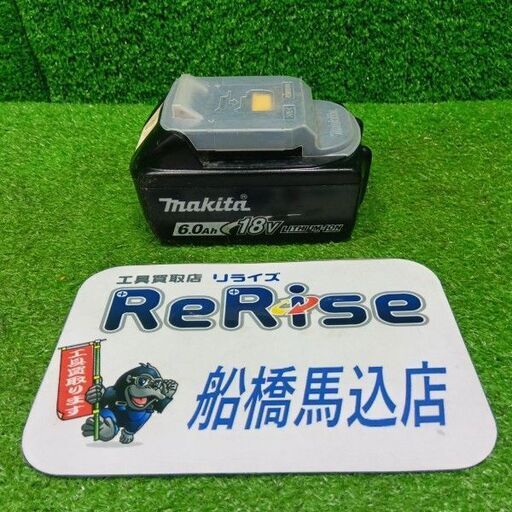 makita
6.0Ah 18V LITHIUM-ION
工具買取店 リライズ
ReRise
工具買取ります
船橋馬込店